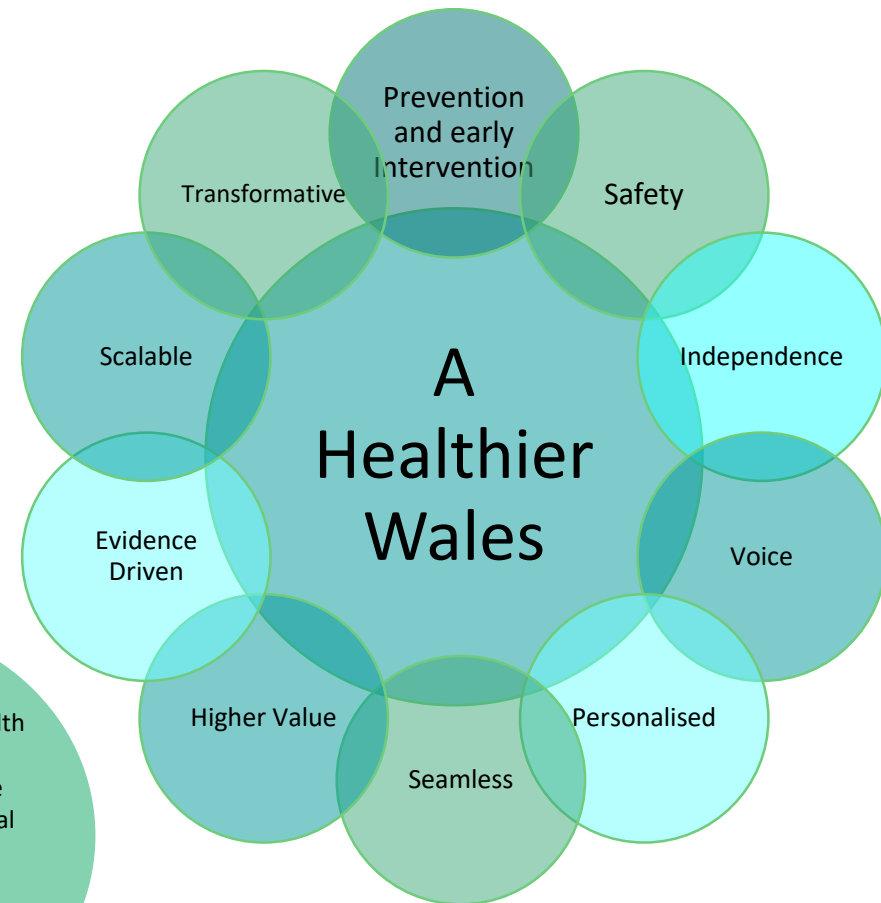 Prevention
and early
Intervention
Safety
Independence
Voice
Personalised
Seamless
Higher Value
Evidence
Driven
Scalable
Transformative
A
Healthier
Wales